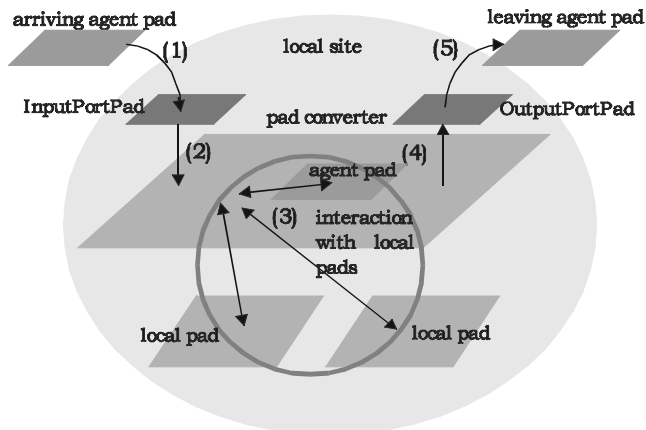 arriving agent pad
leaving agent pad
(1)
local site
(5)
InputPortPad
OutputPortPad
pad converter
(2)
(4)
agent pad
(3)
interaction
with local
pads
local pad
local pad